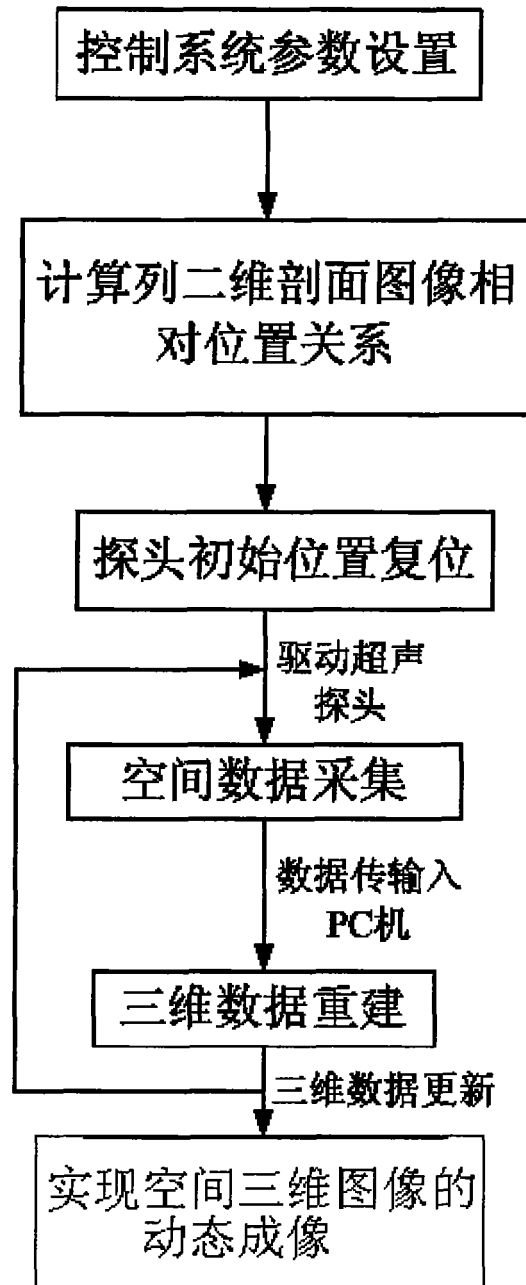 控制系统参数设置
计算列二维剖面图像相
对位置关系
探头初始位置复位
驱动超声
探头
空间数据采集
数据传输入
PC机
三维数据重建
三维数据更新
实现空间三维图像的
动态成像